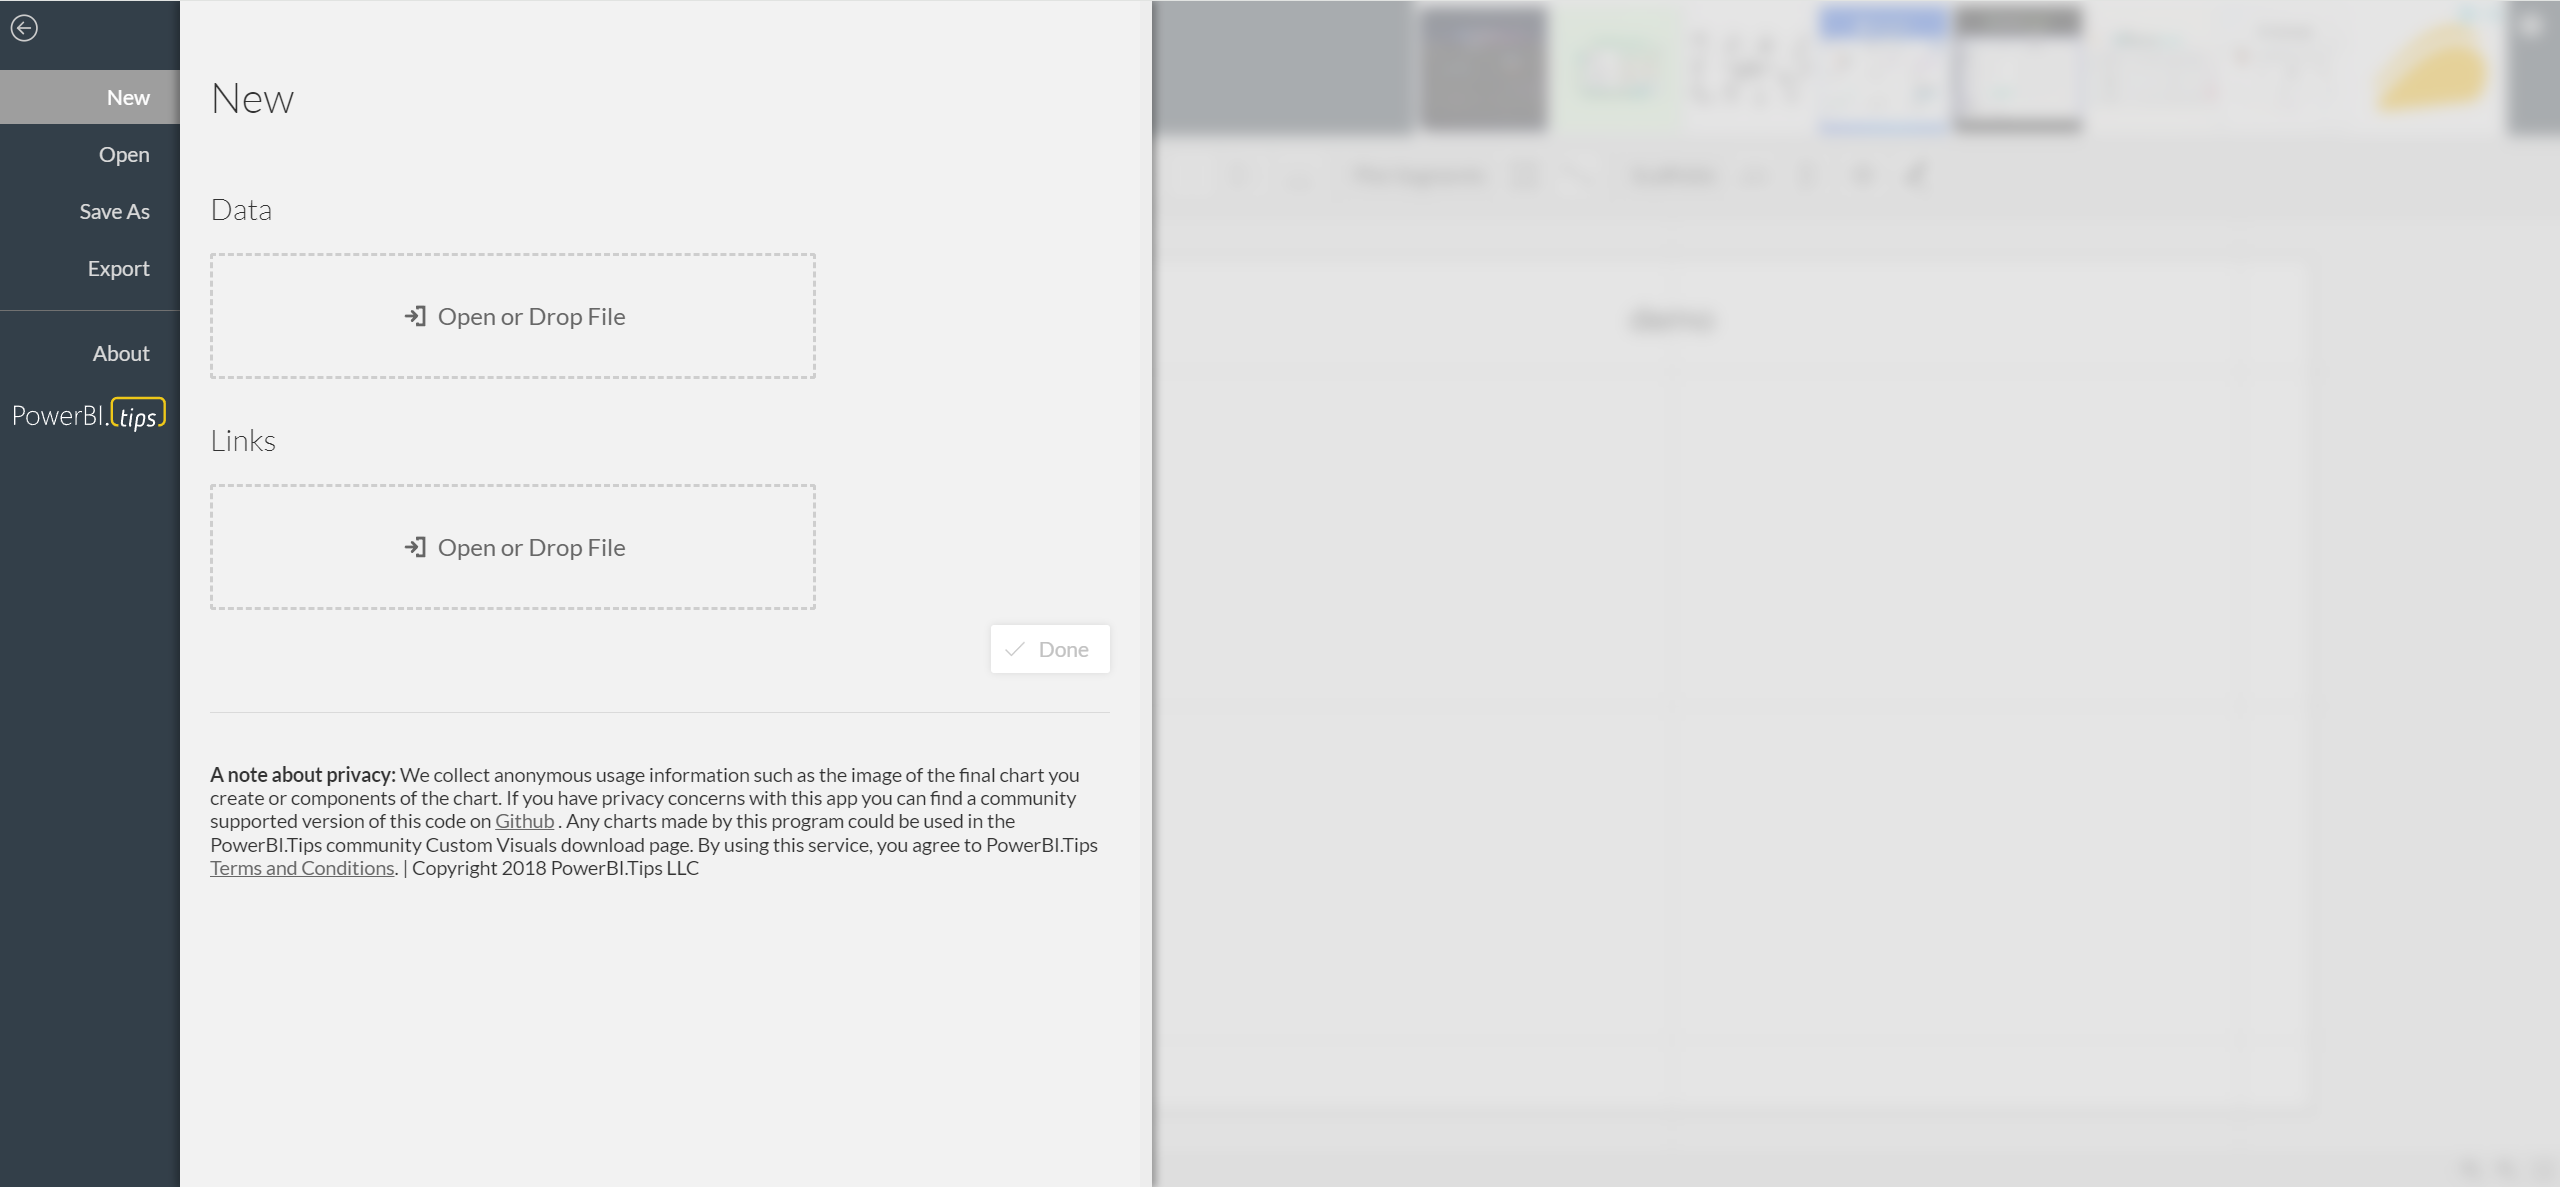 New
Open
Save As
Export
About
PowerBI.tips
New
Data
Open or Drop File
Links
Open or Drop File
Done
A note about privacy: We collect anonymous usage information such as the image of the final chart you
create or components of the chart. If you have privacy concerns with this app you can find a community
supported version of this code on Github . Any charts made by this program could be used in the
PowerBI.Tips community Custom Visuals download page. By using this service, you agree to PowerBI.Tips
Terms and Conditions. | Copyright 2018 PowerBI.Tips LLC
demo